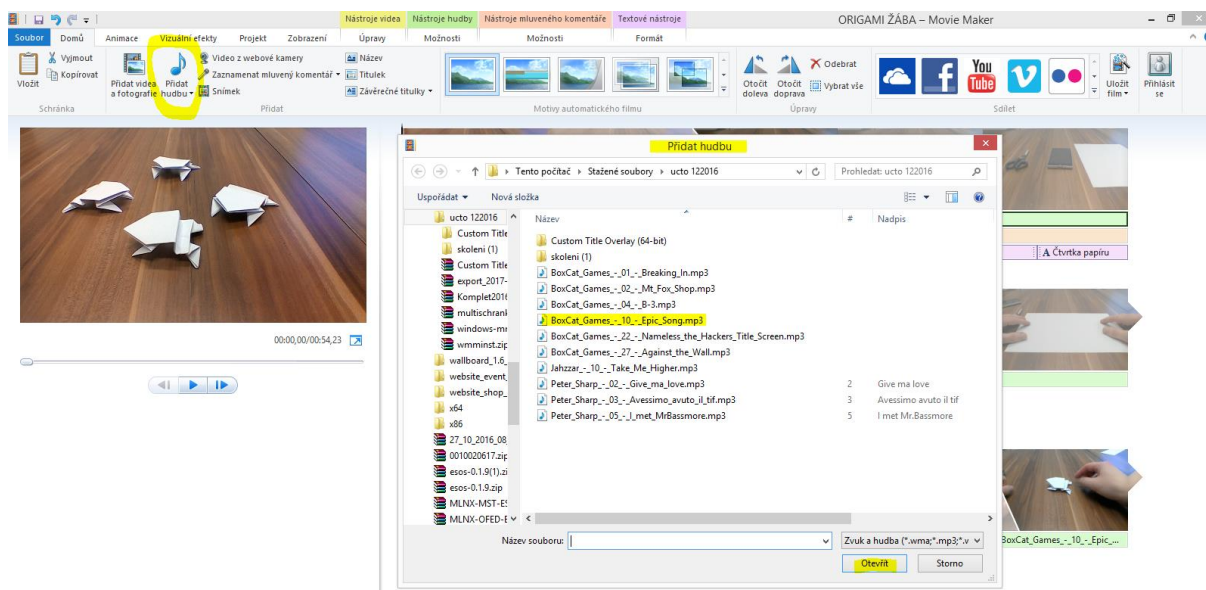 Nástroje videa Nástroje hudby Nástroje mluveného komentáře Textové nástroje ORIGAMI ŽÁBA – Movie Maker
Soubor Domů Animace Vizuální efekty Projekt Zobrazení Úpravy Možnosti Možnosti Formát
Vložit
Vyjmout
Kopírovat
Schránka
Přidat videa
a fotografie
Přidat
hudbu
Video z webové kamery
Zaznamenat mluvený komentář
Snímek
Název
Titulek
Závěrečné titulky
Přidat
Motivy automatického filmu
Otočit
doleva
Otočit
doprava
Odebrat
Vybrat vše
Úpravy
f
You
Tube
Sdílet
Uložit
film
Přihlásit
se
00:00,00/00:54,23
Přidat hudbu
Tento počítač Stažené soubory ucto 122016
Prohledat: ucto 122016
Uspořádat Nová složka
ucto 122016
Custom Title
skoleni (1)
Custom Title
export_2017-
Komplet2016
multischrank
windows-mr
wmminst.zip
wallboard_1.6_
website_event_
website_shop_
x64
x86
27_10_2016_08_
0010020617.zip
esos-0.1.9(1).zi
esos-0.1.9.zip
MLNX-MST-ES
MLNX-OFED-E
Název # Nadpis
Custom Title Overlay (64-bit)
skoleni (1)
BoxCat_Games_-_01_-_Breaking_In.mp3
BoxCat_Games_-_02_-_Mt_Fox_Shop.mp3
BoxCat_Games_-_04_-_B-3.mp3
BoxCat_Games_-_10_-_Epic_Song.mp3
BoxCat_Games_-_22_-_Nameless_the_Hackers_Title_Screen.mp3
BoxCat_Games_-_27_-_Against_the_Wall.mp3
Jahzzar_-_10_-_Take_Me_Higher.mp3
Peter_Sharp_-_02_-_Give_ma_love.mp3 2 Give ma love
Peter_Sharp_-_03_-_Avessimo_avuto_il_tif.mp3 3 Avessimo avuto il tif
Peter_Sharp_-_05_-_I_met_MrBassmore.mp3 5 I met Mr.Bassmore
Název souboru:
Zvuk a hudba (*.wma;*.mp3;*.v
Otevřít Storno
A Čtvrtka papíru
BoxCat_Games_-_10_-_Epic_...